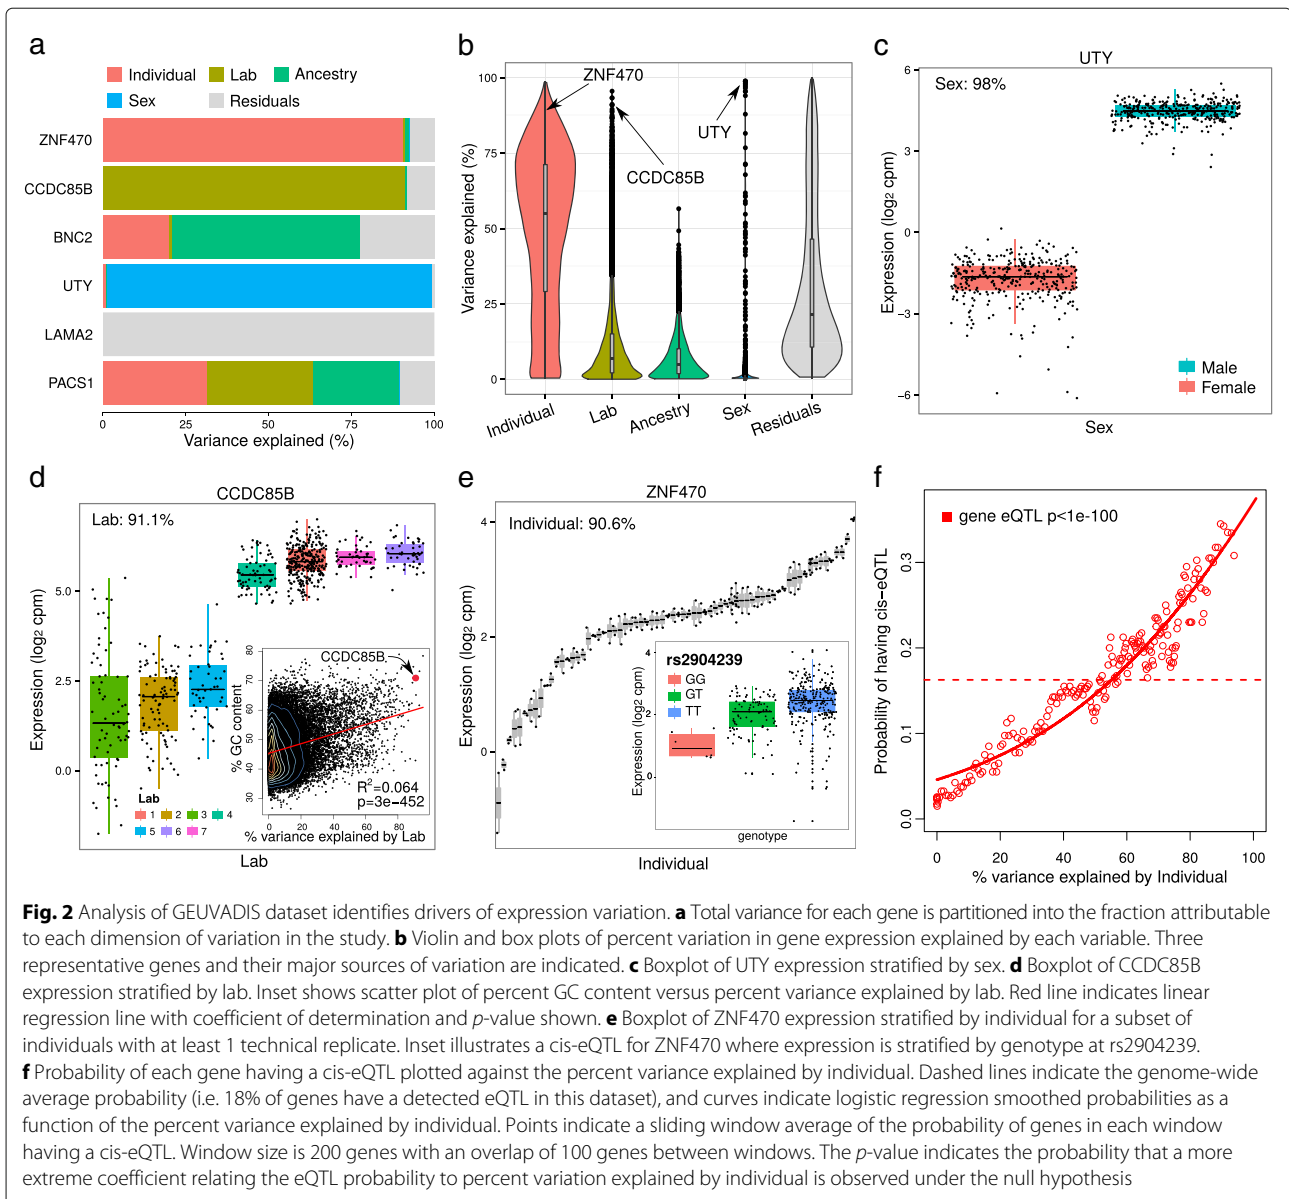 a
Individual Lab Ancestry
Sex Residuals
ZNF470
CCDC85B
BNC2
UTY
LAMA2
PACS1
0 25 50 75 100
Variance explained (%)
b
Variance explained (%)
100
75
50
25
0
ZNF470
UTY
CCDC85B
Individual Lab Ancestry Sex Residuals
c
UTY
Sex: 98%
Expression (log2 cpm)
6
3
0
−3
−6
Male
Female
Sex
d
CCDC85B
Lab: 91.1%
Expression (log2 cpm)
5.0
2.5
0.0
Lab
1 2 3 4
5 6 7
Lab
% GC content
80
70
60
50
40
30
CCDC85B
R2=0.064
p=3e−452
0 20 40 60 80
% variance explained by Lab
e
ZNF470
Individual: 90.6%
Expression (log2 cpm)
4
2
0
Individual
rs2904239
GG
GT
TT
Expression (log2 cpm)
4
2
0
genotype
f
gene eQTL p<1e-100
Probability of having cis−eQTL
0.3
0.2
0.1
0.0
0 20 40 60 80 100
% variance explained by Individual
Fig. 2 Analysis of GEUVADIS dataset identifies drivers of expression variation. a Total variance for each gene is partitioned into the fraction attributable
to each dimension of variation in the study. b Violin and box plots of percent variation in gene expression explained by each variable. Three
representative genes and their major sources of variation are indicated. c Boxplot of UTY expression stratified by sex. d Boxplot of CCDC85B
expression stratified by lab. Inset shows scatter plot of percent GC content versus percent variance explained by lab. Red line indicates linear
regression line with coefficient of determination and p-value shown. e Boxplot of ZNF470 expression stratified by individual for a subset of
individuals with at least 1 technical replicate. Inset illustrates a cis-eQTL for ZNF470 where expression is stratified by genotype at rs2904239.
f Probability of each gene having a cis-eQTL plotted against the percent variance explained by individual. Dashed lines indicate the genome-wide
average probability (i.e. 18% of genes have a detected eQTL in this dataset), and curves indicate logistic regression smoothed probabilities as a
function of the percent variance explained by individual. Points indicate a sliding window average of the probability of genes in each window
having a cis-eQTL. Window size is 200 genes with an overlap of 100 genes between windows. The p-value indicates the probability that a more
extreme coefficient relating the eQTL probability to percent variation explained by individual is observed under the null hypothesis